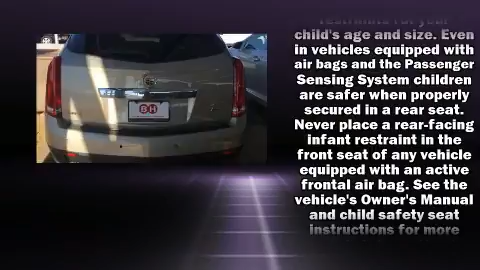 restraints for your
child's age and size. Even
in vehicles equipped with
air bags and the Passenger
Sensing System children
are safer when properly
secured in a rear seat.
Never place a rear-facing
infant restraint in the
front seat of any vehicle
equipped with an active
frontal air bag. See the
vehicle's Owner's Manual
and child safety seat
instructions for more
B H